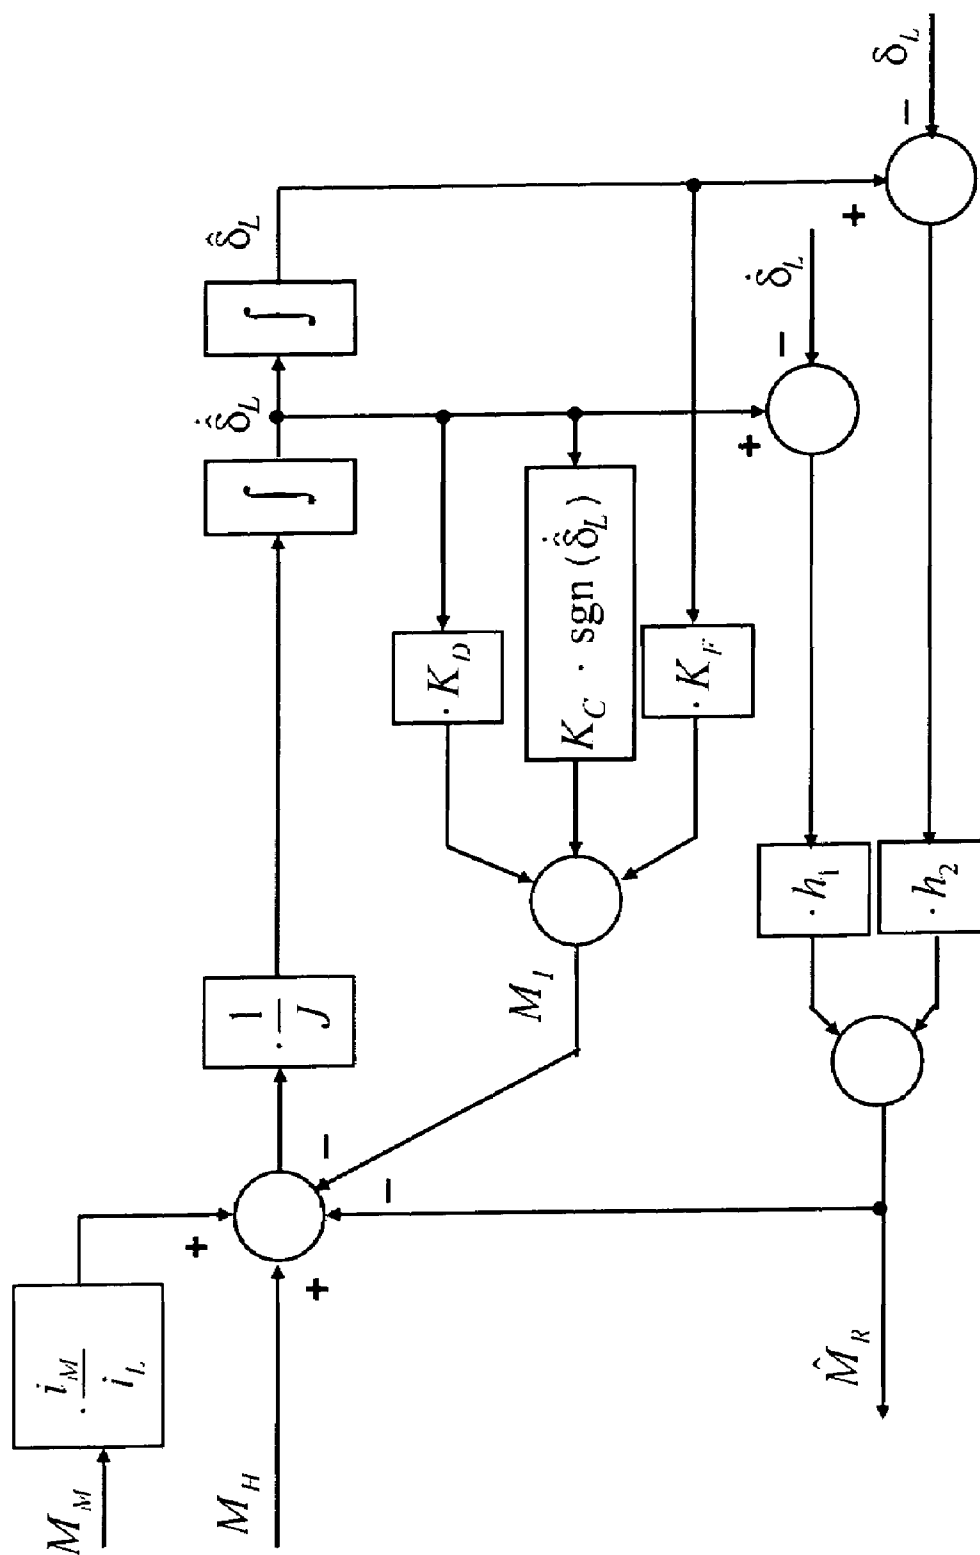 M_M
· i_M
i_L
+
M_H
+
−
−
· 1
J
∫
δ̂̇_L
∫
δ̂_L
· K_D
M_I
K_C · sgn (δ̂̇_L)
· K_F
+
−
δ̇_L
· h_1
M̂_R
+
−
δ_L
· h_2